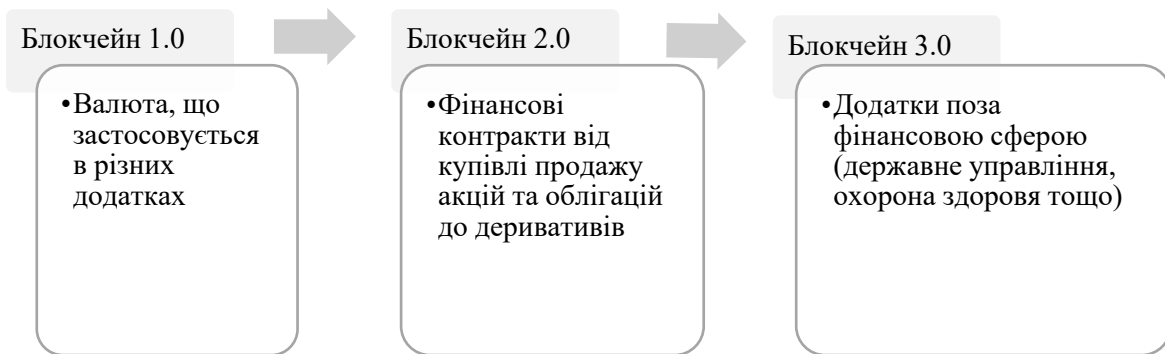 Блокчейн 1.0
•Валюта, що
застосовується
в різних
додатках
Блокчейн 2.0
•Фінансові
контракти від
купівлі продажу
акцій та облігацій
до деривативів
Блокчейн 3.0
•Додатки поза
фінансовою сферою
(державне управління,
охорона здоровя тощо)